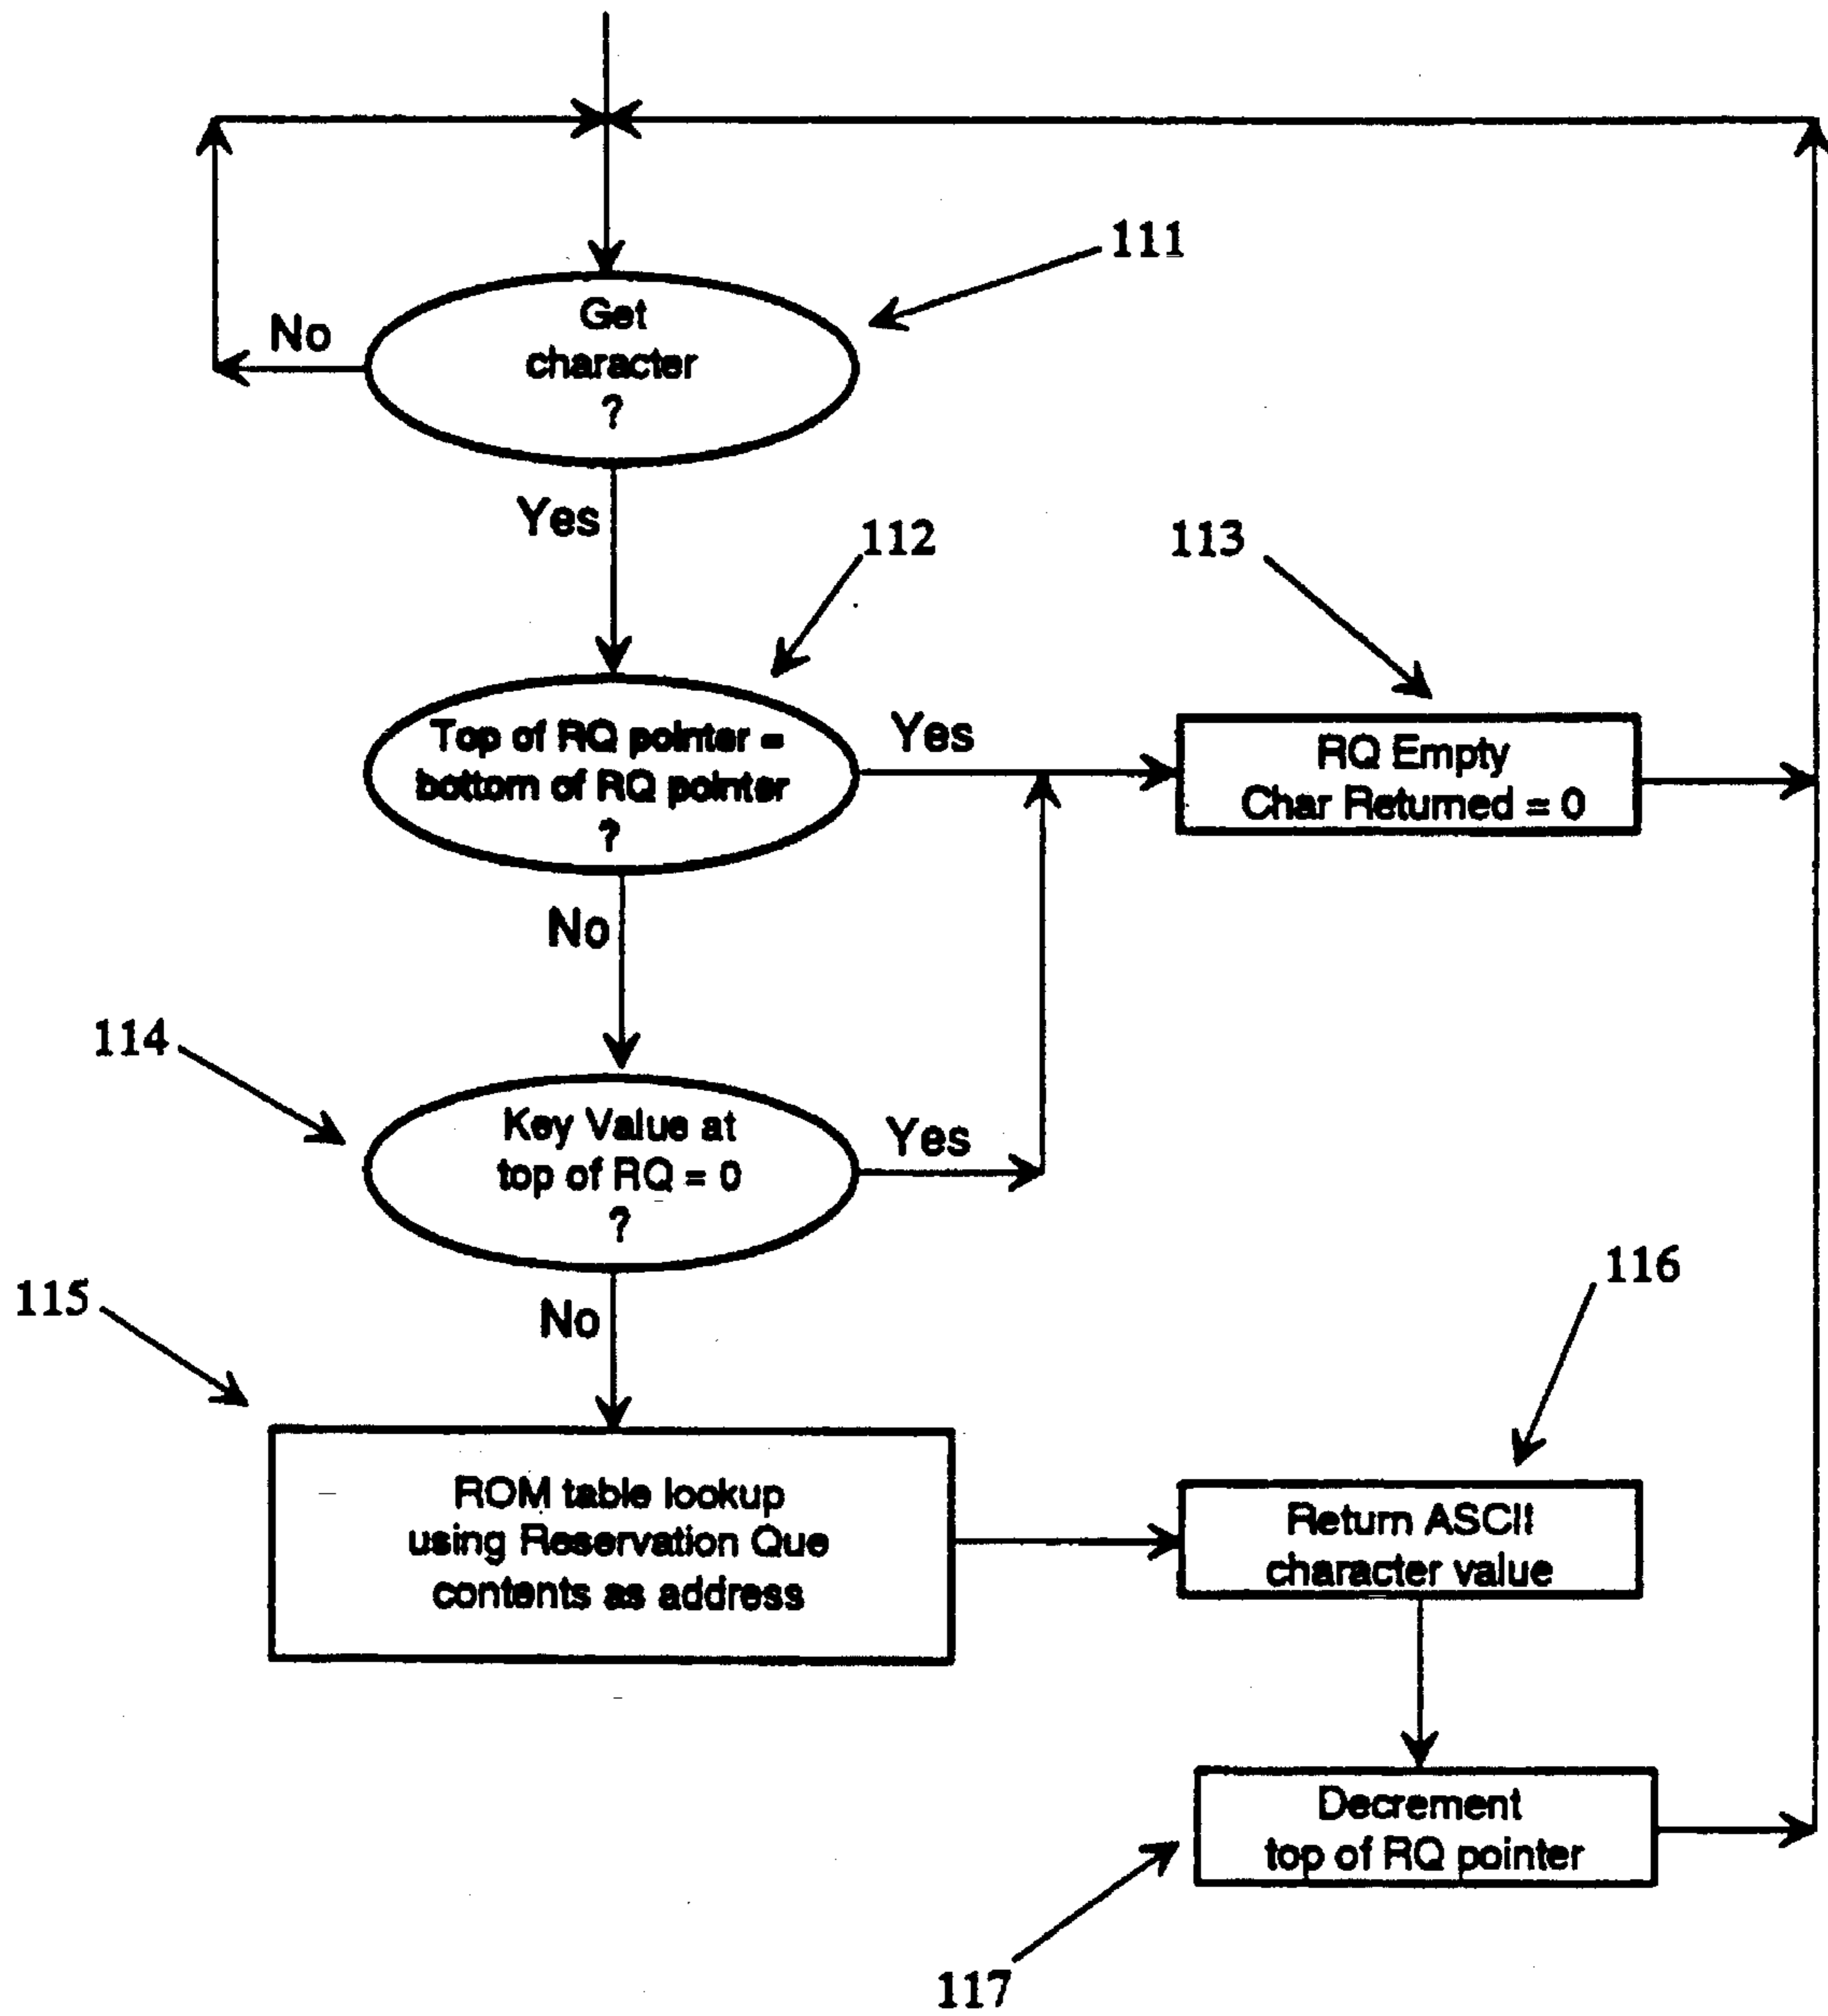 111
Get
character
?
No
Yes
112
113
Top of RQ pointer =
bottom of RQ pointer
?
Yes
RQ Empty
Char Returned = 0
No
114
Key Value at
top of RQ = 0
?
Yes
No
115
116
ROM table lookup
using Reservation Que
contents as address
Return ASCII
character value
Decrement
top of RQ pointer
117